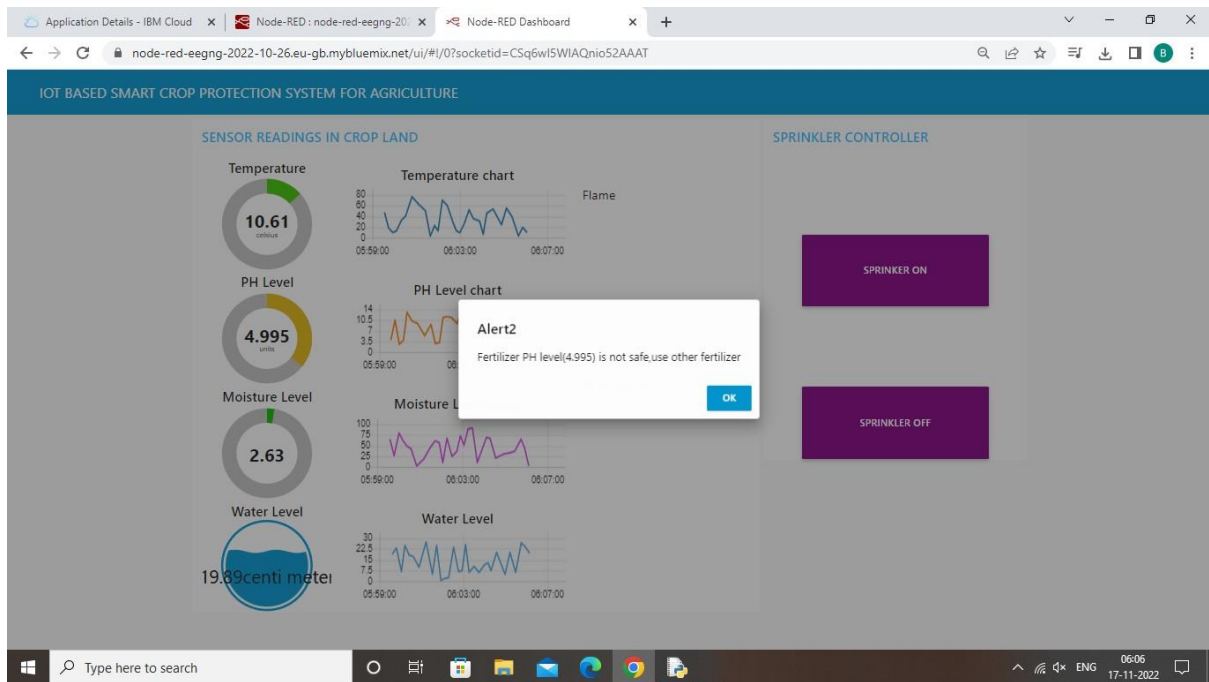 Application Details - IBM Cloud
Node-RED : node-red-eegng-20
Node-RED Dashboard
node-red-eegng-2022-10-26.eu-gb.mybluemix.net/ui/#!/0?socketid=CSq6wI5WIAQnio52AAAT
B
IOT BASED SMART CROP PROTECTION SYSTEM FOR AGRICULTURE
SENSOR READINGS IN CROP LAND
SPRINKLER CONTROLLER
Temperature
10.61
celsius
Temperature chart
80
60
40
20
0
05:59:00 06:03:00 06:07:00
Flame
SPRINKER ON
PH Level
4.995
units
PH Level chart
14
10.5
7
3.5
0
05:59:00 06:
Alert2
Fertilizer PH level(4.995) is not safe,use other fertilizer
OK
Moisture Level
2.63
Moisture L
100
75
50
25
0
05:59:00 06:03:00 06:07:00
SPRINKLER OFF
Water Level
19.89centi meter
Water Level
30
22.5
15
7.5
0
05:59:00 06:03:00 06:07:00
Type here to search
ENG
06:06
17-11-2022